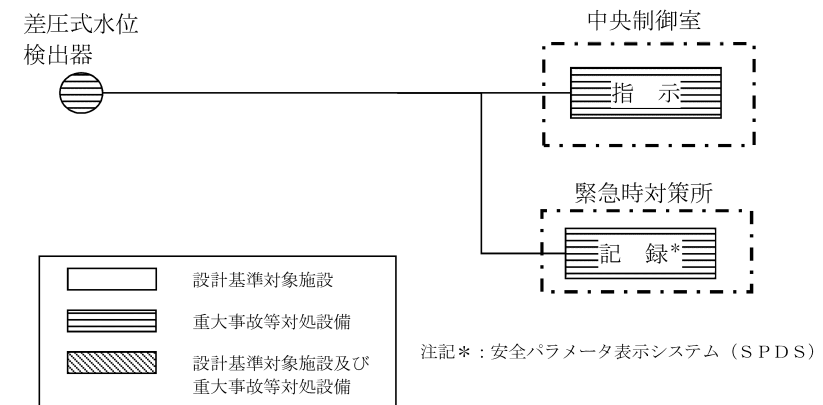 差圧式水位
検出器
中央制御室
指　示
緊急時対策所
記　録*
設計基準対象施設
重大事故等対処設備
設計基準対象施設及び
重大事故等対処設備
注記＊：安全パラメータ表示システム（ＳＰＤＳ）